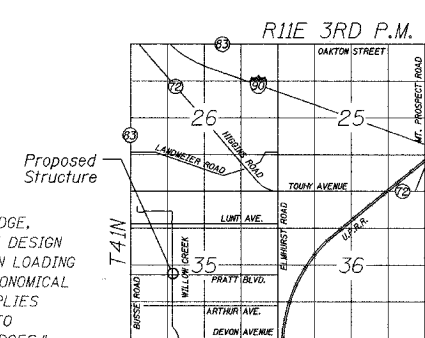 R11E 3RD P.M.
83
OAKTON STREET
MT. PROSPECT ROAD
72
90
26
25
83
HIGGINS ROAD
LANDMEIER ROAD
Proposed
Structure
TOUHY AVENUE
72
LUNT AVE.
ELMHURST ROAD
U.P.R.R.
T41N
WILLOW CREEK
35
36
BUSSE ROAD
PRATT BLVD.
ARTHUR AVE.
DEVON AVENUE
DGE,
DESIGN
N LOADING
ONOMICAL
PLIES
TO